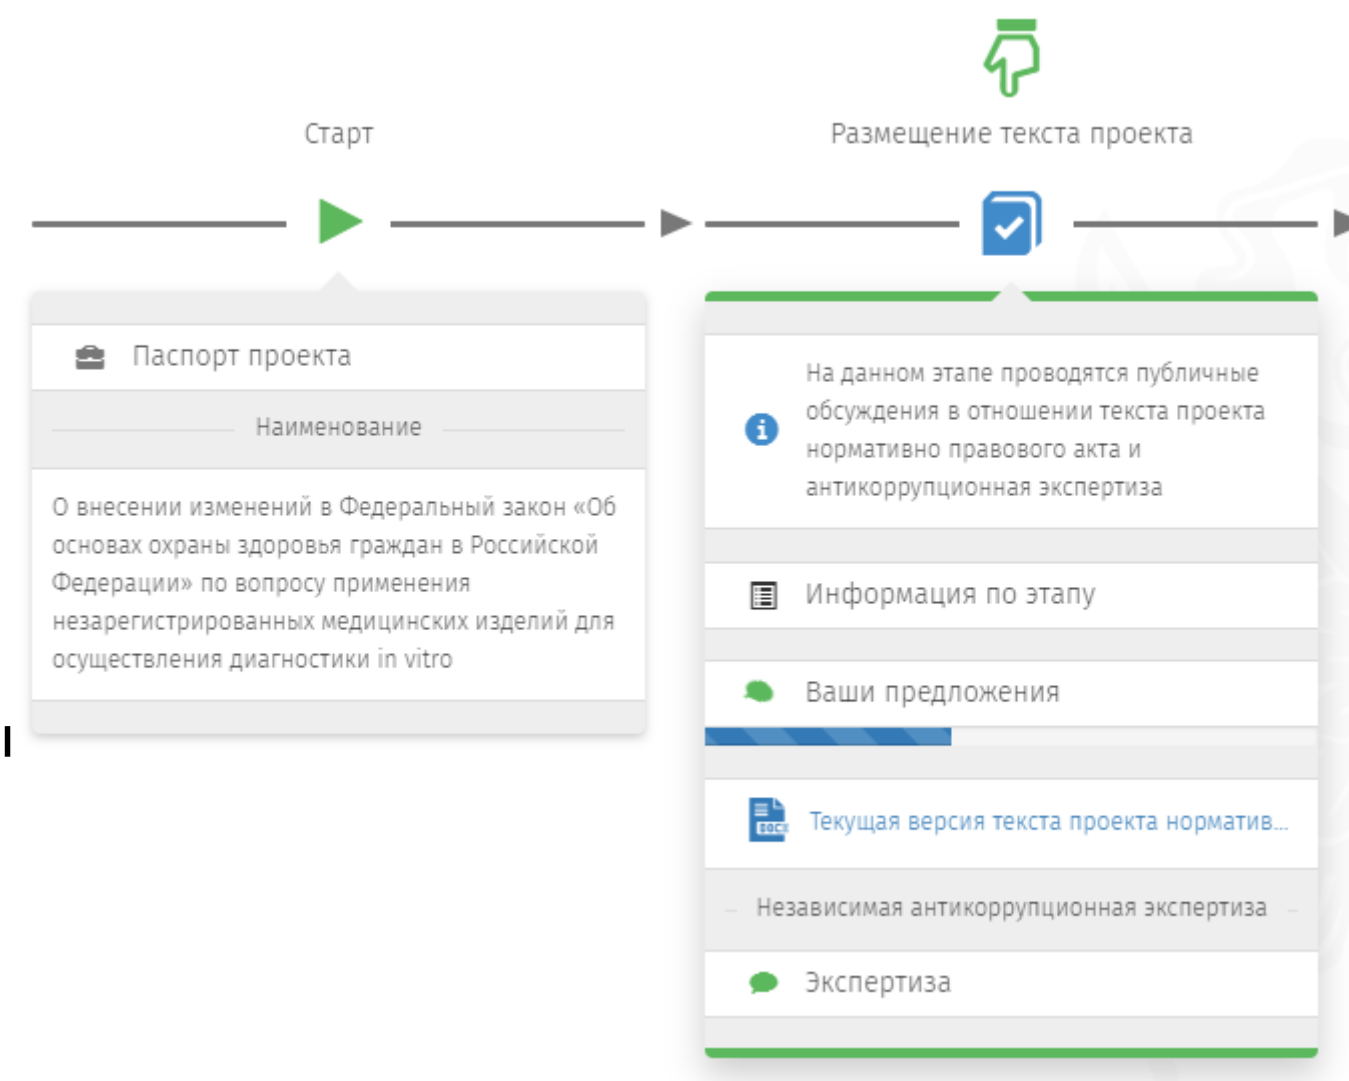 Старт
Размещение текста проекта
Паспорт проекта
Наименование
О внесении изменений в Федеральный закон «Об
основах охраны здоровья граждан в Российской
Федерации» по вопросу применения
незарегистрированных медицинских изделий для
осуществления диагностики in vitro
На данном этапе проводятся публичные
обсуждения в отношении текста проекта
нормативно правового акта и
антикоррупционная экспертиза
Информация по этапу
Ваши предложения
DOCX
Текущая версия текста проекта норматив...
Независимая антикоррупционная экспертиза
Экспертиза